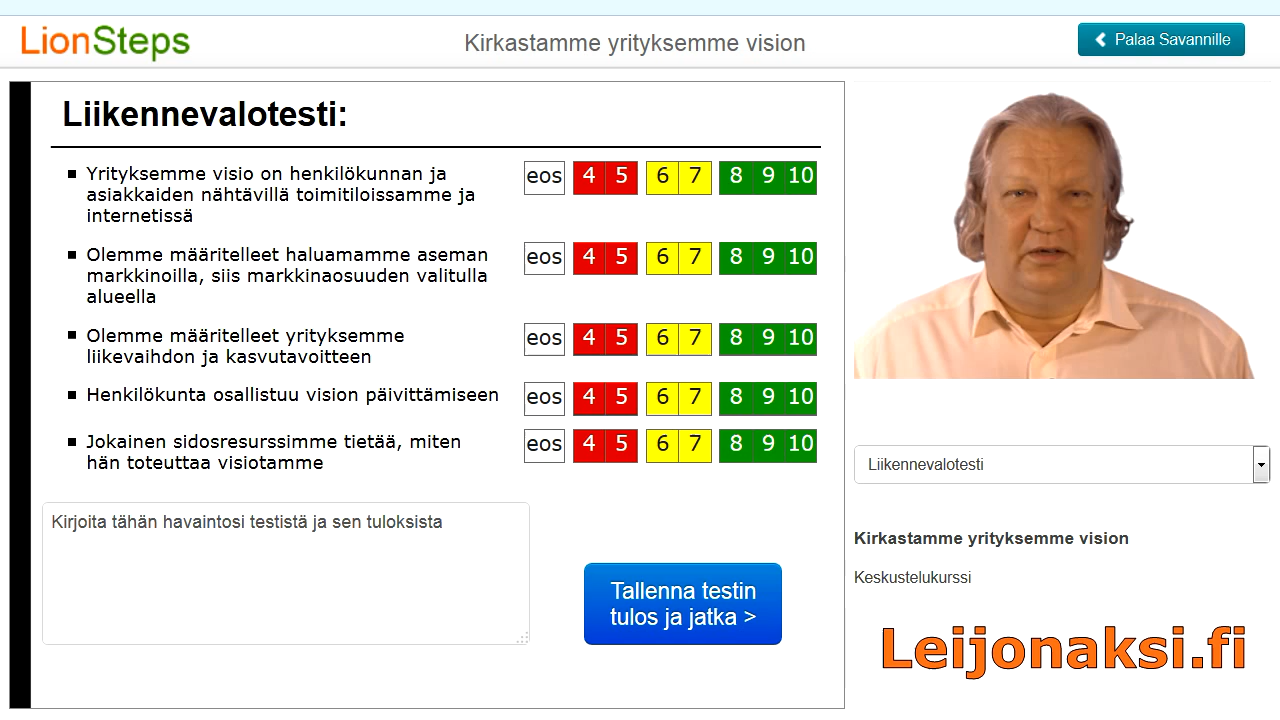 LionSteps
Kirkastamme yrityksemme vision
Palaa Savannille
Liikennevalotesti:
Yrityksemme visio on henkilökunnan ja
asiakkaiden nähtävillä toimitiloissamme ja
internetissä
eos 4 5 6 7 8 9 10
Olemme määritelleet haluamamme aseman
markkinoilla, siis markkinaosuuden valitulla
alueella
eos 4 5 6 7 8 9 10
Olemme määritelleet yrityksemme
liikevaihdon ja kasvutavoitteen
eos 4 5 6 7 8 9 10
Henkilökunta osallistuu vision päivittämiseen
eos 4 5 6 7 8 9 10
Jokainen sidosresurssimme tietää, miten
hän toteuttaa visiotamme
eos 4 5 6 7 8 9 10
Kirjoita tähän havaintosi testistä ja sen tuloksista
Tallenna testin
tulos ja jatka >
Liikennevalotesti
Kirkastamme yrityksemme vision
Keskustelukurssi
Leijonaksi.fi